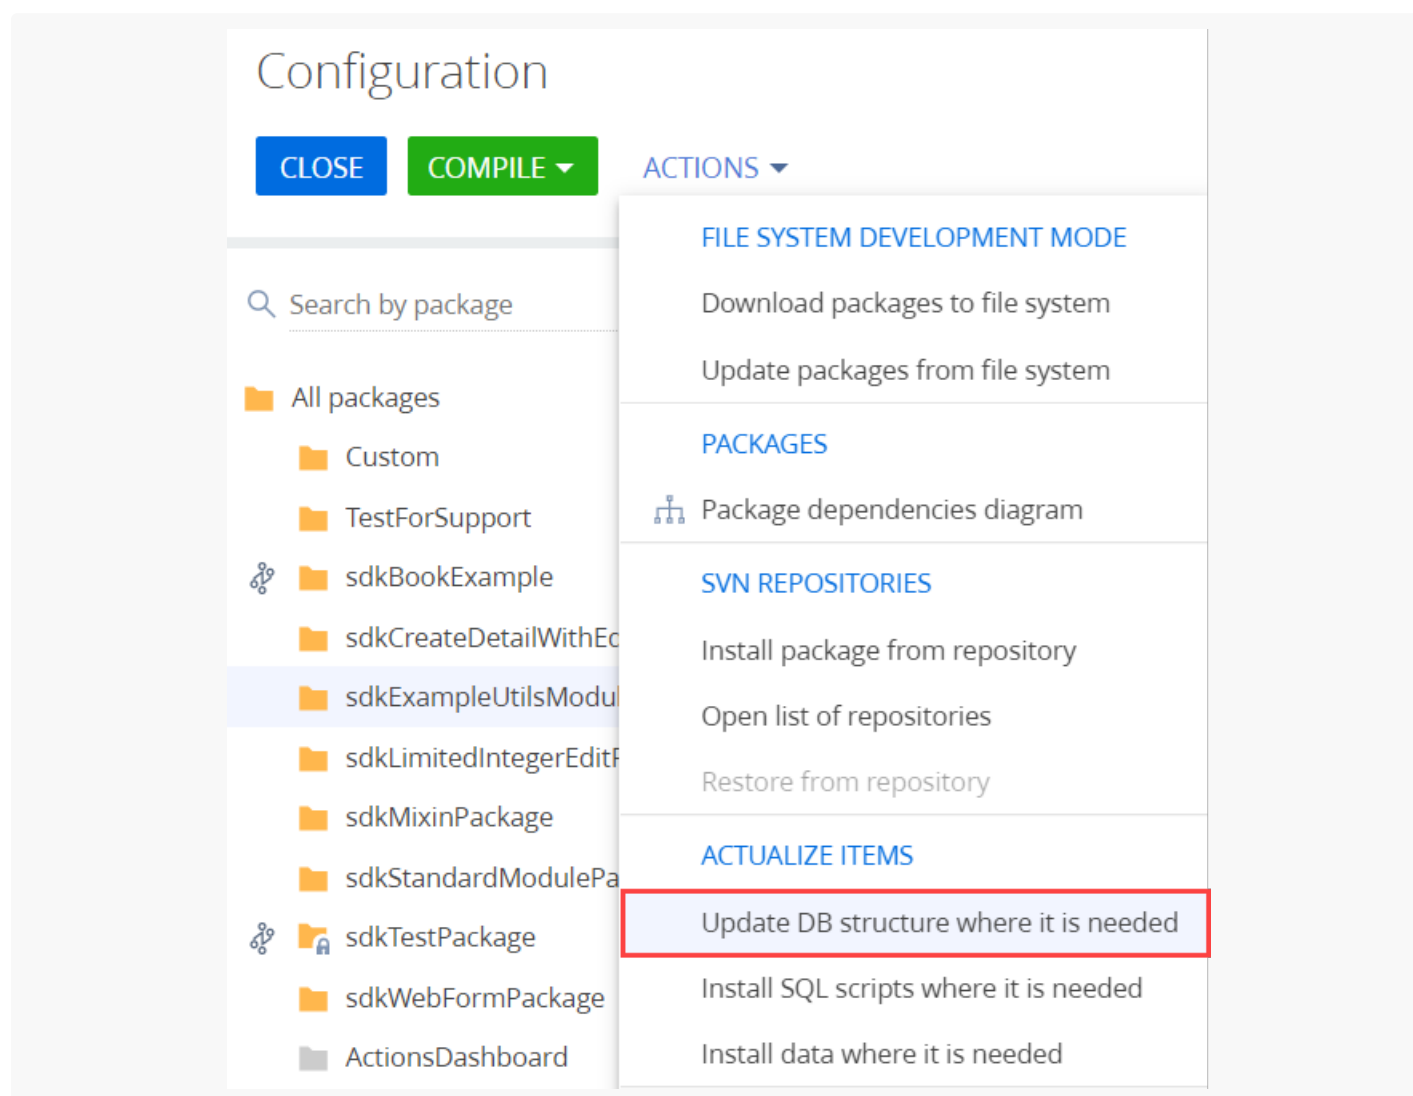 Configuration
CLOSE
COMPILE
ACTIONS
Search by package
All packages
Custom
TestForSupport
sdkBookExample
sdkCreateDetailWithEd
sdkExampleUtilsModul
sdkLimitedIntegerEditF
sdkMixinPackage
sdkStandardModulePa
sdkTestPackage
sdkWebFormPackage
ActionsDashboard
FILE SYSTEM DEVELOPMENT MODE
Download packages to file system
Update packages from file system
PACKAGES
Package dependencies diagram
SVN REPOSITORIES
Install package from repository
Open list of repositories
Restore from repository
ACTUALIZE ITEMS
Update DB structure where it is needed
Install SQL scripts where it is needed
Install data where it is needed